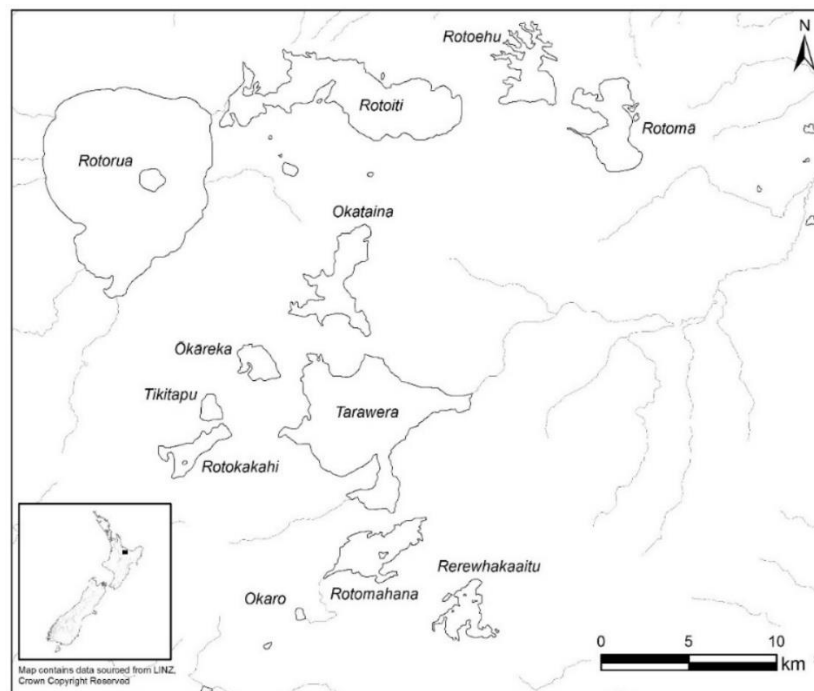 Rotoehu
N
Rotoiti
Rotomā
Rotorua
Okataina
Ōkāreka
Tikitapu
Tarawera
Rotokakahi
Rerewhakaaitu
Okaro
Rotomahana
0 5 10
km
Map contains data sourced from LINZ,
Crown Copyright Reserved